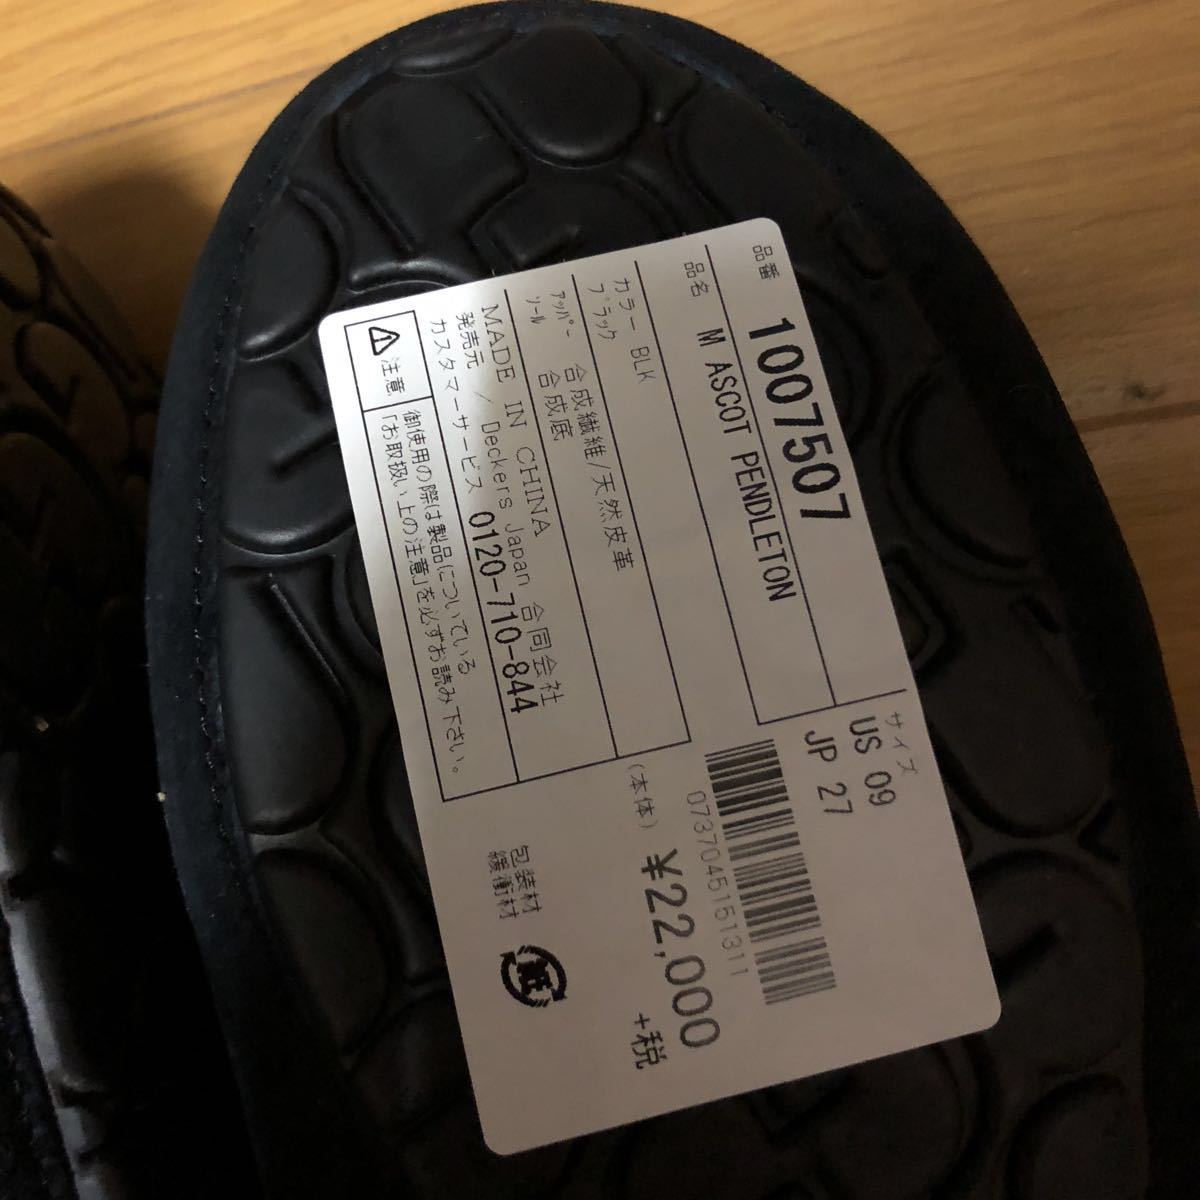 品番 1007507
品名 M ASCOT PENDLETON
サイズ
US 09
JP 27
カラー BLK
ブラック
アッパー 合成繊維/天然皮革
ソール 合成底
MADE IN CHINA
発売元 / Deckers Japan 合同会社
カスタマーサービス 0120-710-844
注意
御使用の際は製品についている
「お取扱い上の注意」を必ずお読み下さい。
0737045151311
(本体) ¥22,000
+税
包装材
緩衝材
紙